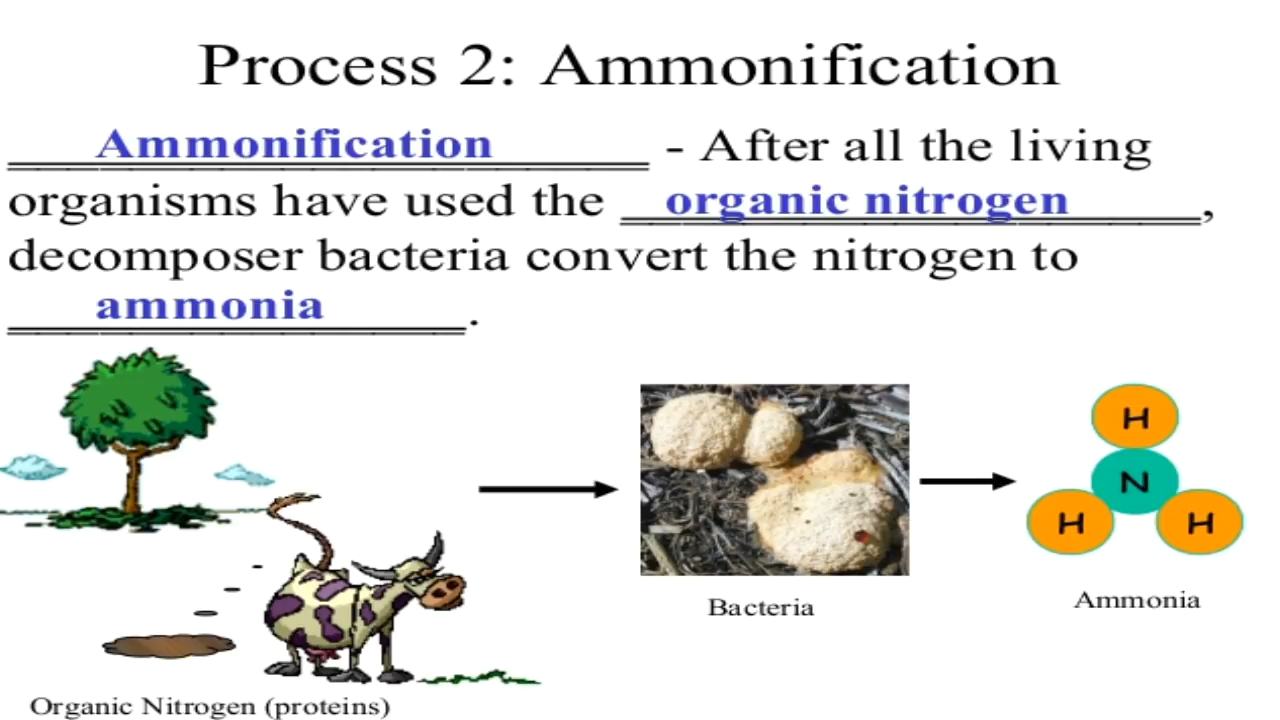 Process 2: Ammonification
Ammonification - After all the living
organisms have used the organic nitrogen,
decomposer bacteria convert the nitrogen to
ammonia.
H
N
H H
Bacteria
Ammonia
Organic Nitrogen (proteins)